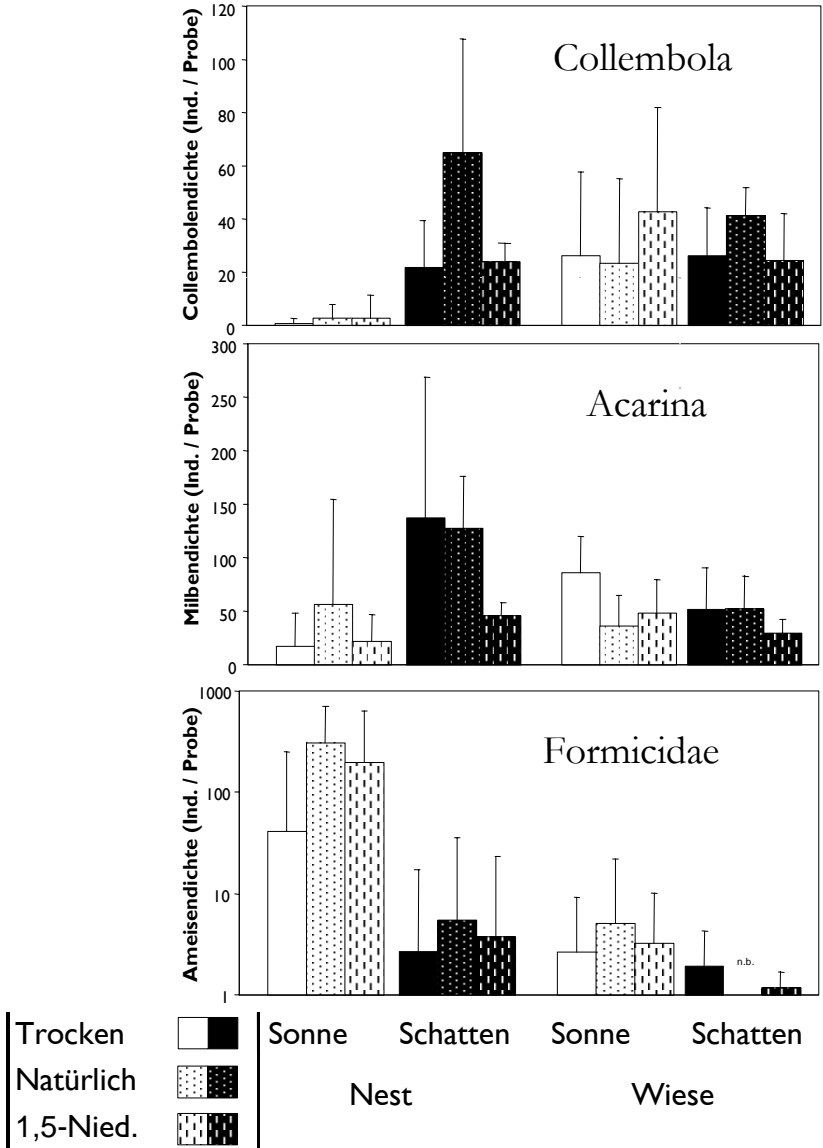 120
Collembola
100
80
60
40
20
0
Collembolendichte (Ind. / Probe)
300
Acarina
250
200
150
100
50
0
Milbendichte (Ind. / Probe)
1000
Formicidae
100
10
1
n.b.
Ameisendichte (Ind. / Probe)
Trocken
Natürlich
1,5-Nied.
Sonne Schatten Sonne Schatten
Nest Wiese